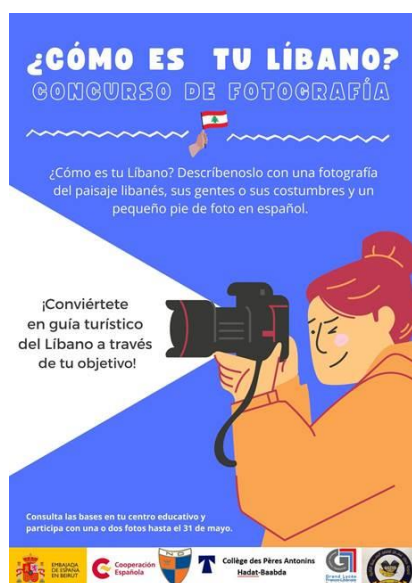 ¿CÓMO ES TU LÍBANO?
CONCURSO DE FOTOGRAFÍA
¿Cómo es tu Líbano? Descríbenoslo con una fotografía
del paisaje libanés, sus gentes o sus costumbres y un
pequeño pie de foto en español.
¡Conviértete
en guía turístico
del Líbano a través
de tu objetivo!
Consulta las bases en tu centro educativo y
participa con una o dos fotos hasta el 31 de mayo.
EMBAJADA
DE ESPAÑA
EN BEIRUT
Cooperación
Española
Collège des Pères Antonins
Hadat-Baabda